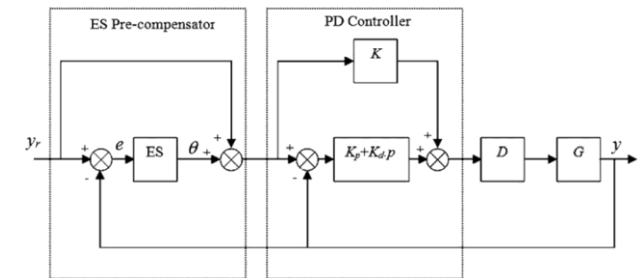 ES Pre-compensator
PD Controller
K
+
+
y_r
+
e
ES
θ
+
+
K_p+K_d.p
+
D
G
y
-
-